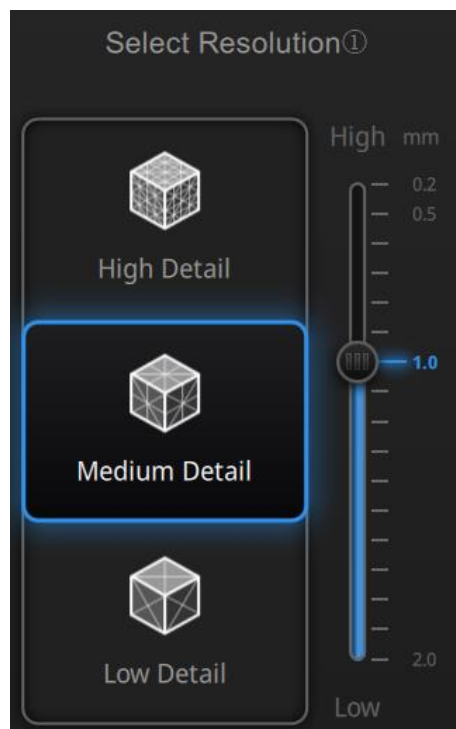 Select Resolution①
High mm
0.2
0.5
High Detail
1.0
Medium Detail
2.0
Low Detail
Low